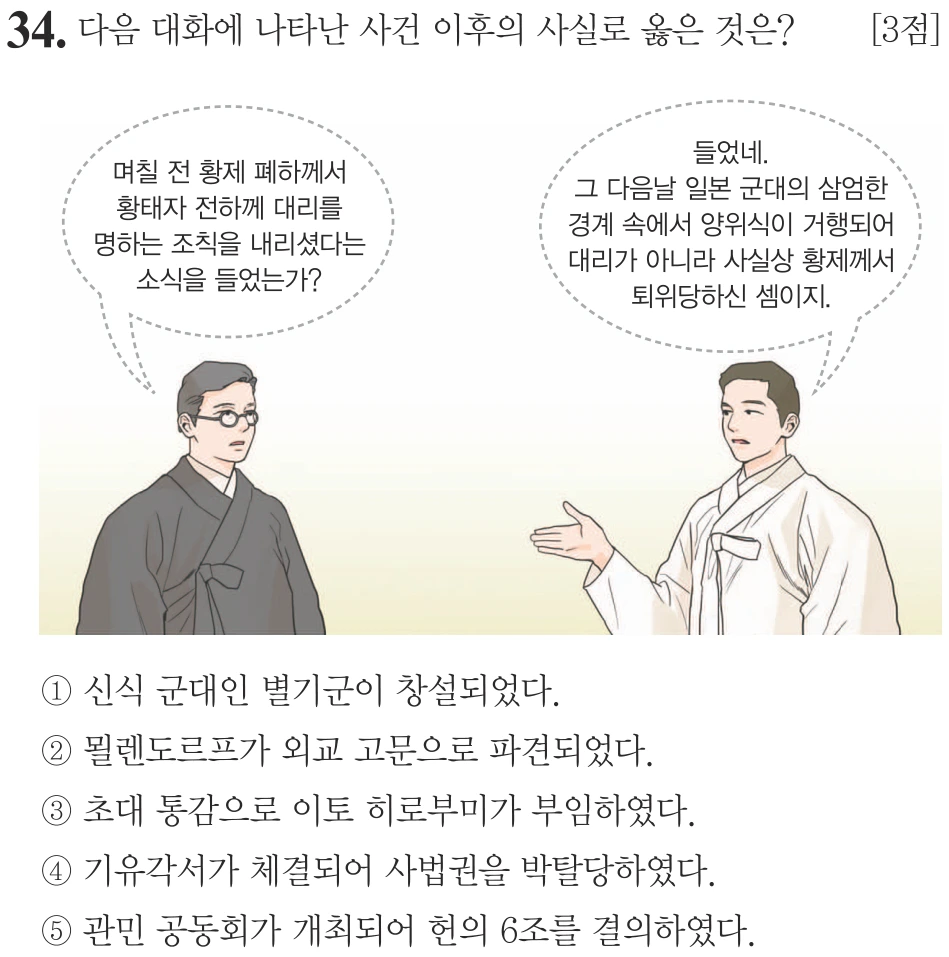 34. 다음 대화에 나타난 사건 이후의 사실로 옳은 것은? [3점]
며칠 전 황제 폐하께서
황태자 전하께 대리를
명하는 조칙을 내리셨다는
소식을 들었는가?
들었네.
그 다음날 일본 군대의 삼엄한
경계 속에서 양위식이 거행되어
대리가 아니라 사실상 황제께서
퇴위당하신 셈이지.
① 신식 군대인 별기군이 창설되었다.
② 묄렌도르프가 외교 고문으로 파견되었다.
③ 초대 통감으로 이토 히로부미가 부임하였다.
④ 기유각서가 체결되어 사법권을 박탈당하였다.
⑤ 관민 공동회가 개최되어 헌의 6조를 결의하였다.